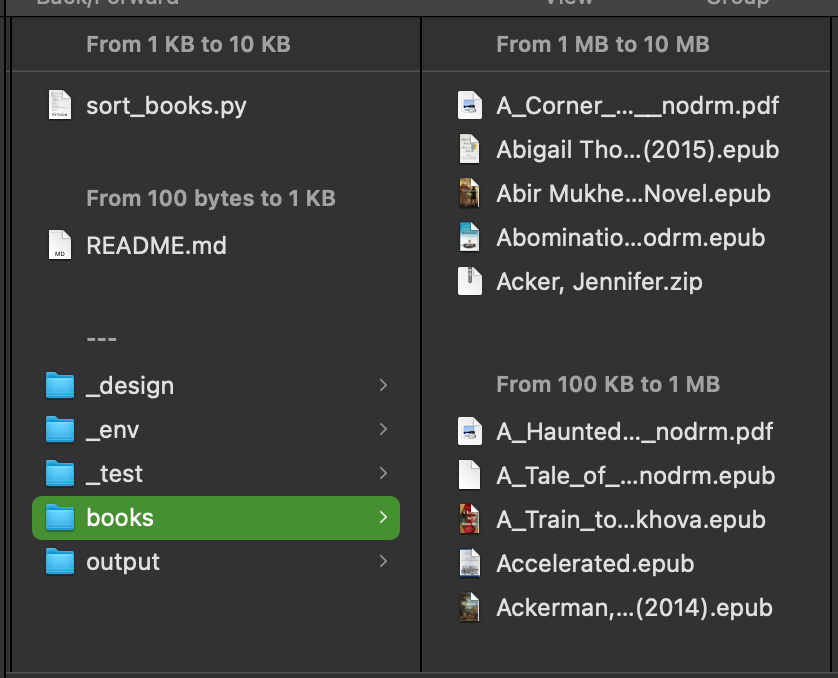 Back/Forward
View
Group
From 1 KB to 10 KB
sort_books.py
From 100 bytes to 1 KB
README.md
---
_design
_env
_test
books
output
From 1 MB to 10 MB
A_Corner_...__nodrm.pdf
Abigail Tho...(2015).epub
Abir Mukhe...Novel.epub
Abominatio...odrm.epub
Acker, Jennifer.zip
From 100 KB to 1 MB
A_Haunted..._nodrm.pdf
A_Tale_of_...nodrm.epub
A_Train_to...khova.epub
Accelerated.epub
Ackerman,...(2014).epub